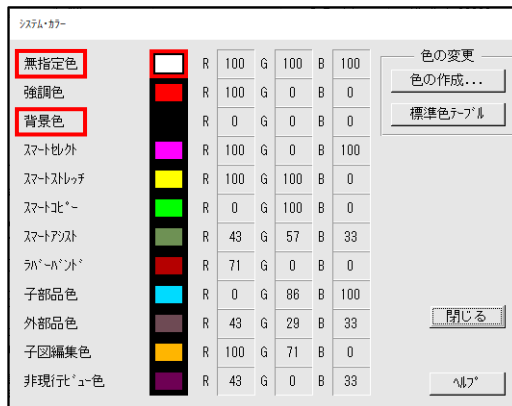 システム・カラー
無指定色 R 100 G 100 B 100
強調色 R 100 G 0 B 0
背景色 R 0 G 0 B 0
スマートセレクト R 100 G 0 B 100
スマートストレッチ R 100 G 100 B 0
スマートコピー R 0 G 100 B 0
スマートアシスト R 43 G 57 B 33
ラバーバンド R 71 G 0 B 0
子部品色 R 0 G 86 B 100
外部品色 R 43 G 29 B 33
子図編集色 R 100 G 71 B 0
非現行ビュー色 R 43 G 0 B 33
色の変更
色の作成...
標準色テーブル
閉じる
ヘルプ